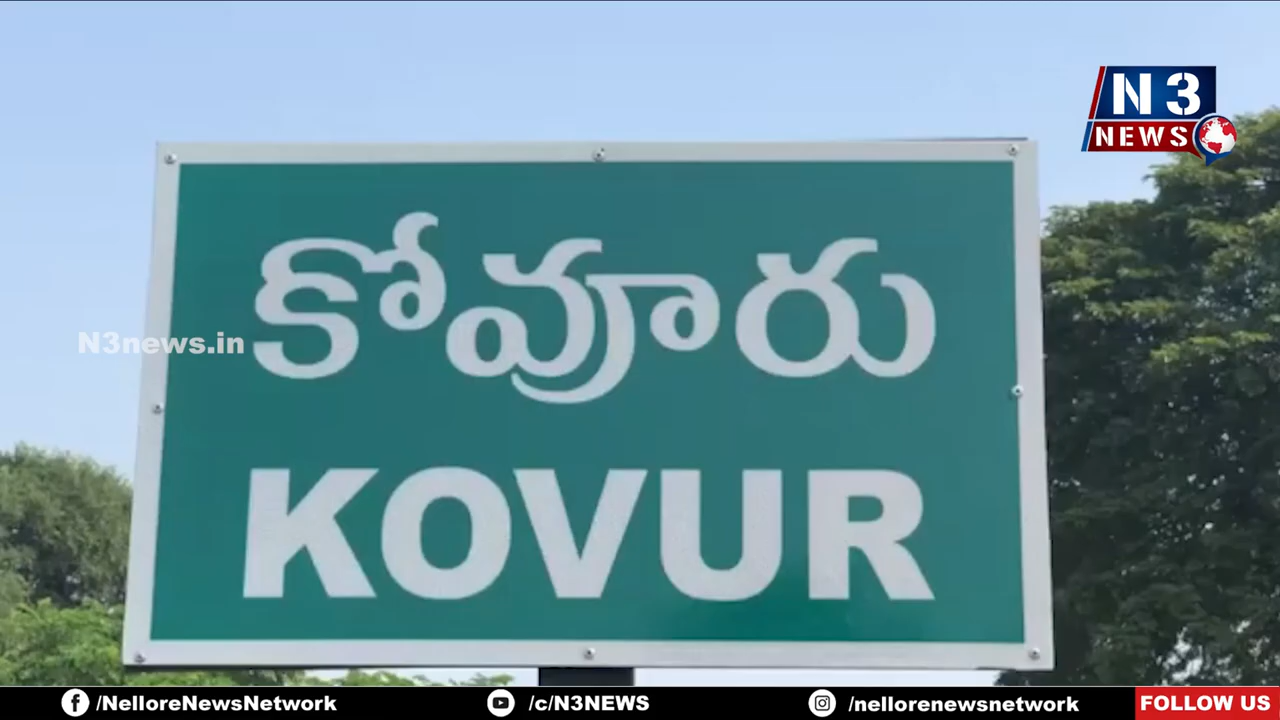 N3
NEWS
కోవూరు
N3news.in
KOVUR
/NelloreNewsNetwork
/c/N3NEWS
/nellorenewsnetwork
FOLLOW US